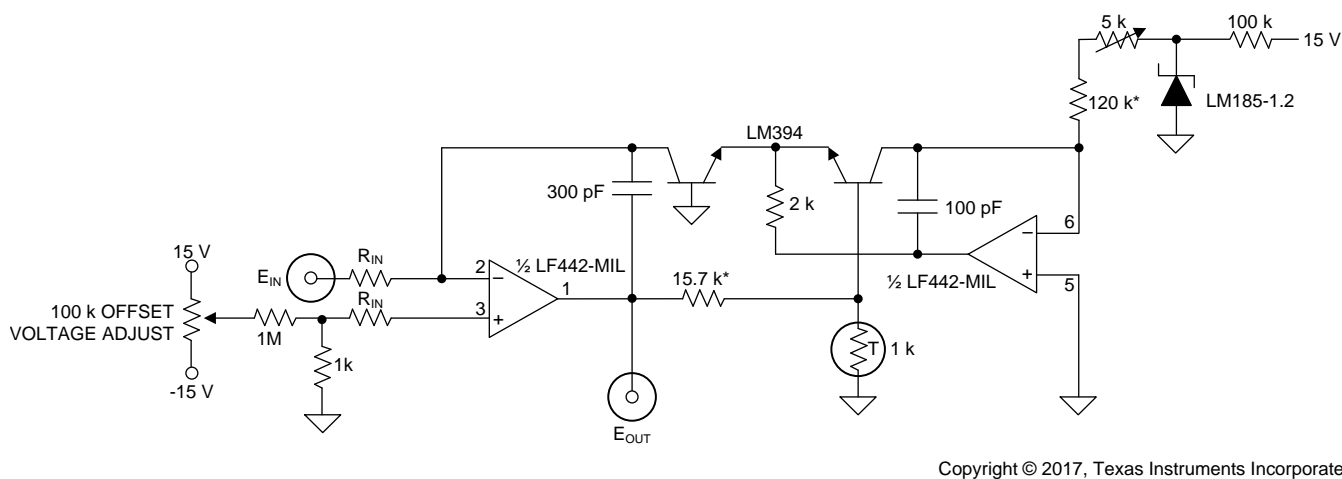 5 k
100 k
15 V
120 k*
LM185-1.2
LM394
300 pF
2 k
100 pF
6
½ LF442-MIL
5
15 V
E_IN
R_IN
2
½ LF442-MIL
1
15.7 k*
100 k OFFSET
VOLTAGE ADJUST
R_IN
3
1M
1k
T
1 k
-15 V
E_OUT
Copyright © 2017, Texas Instruments Incorporate